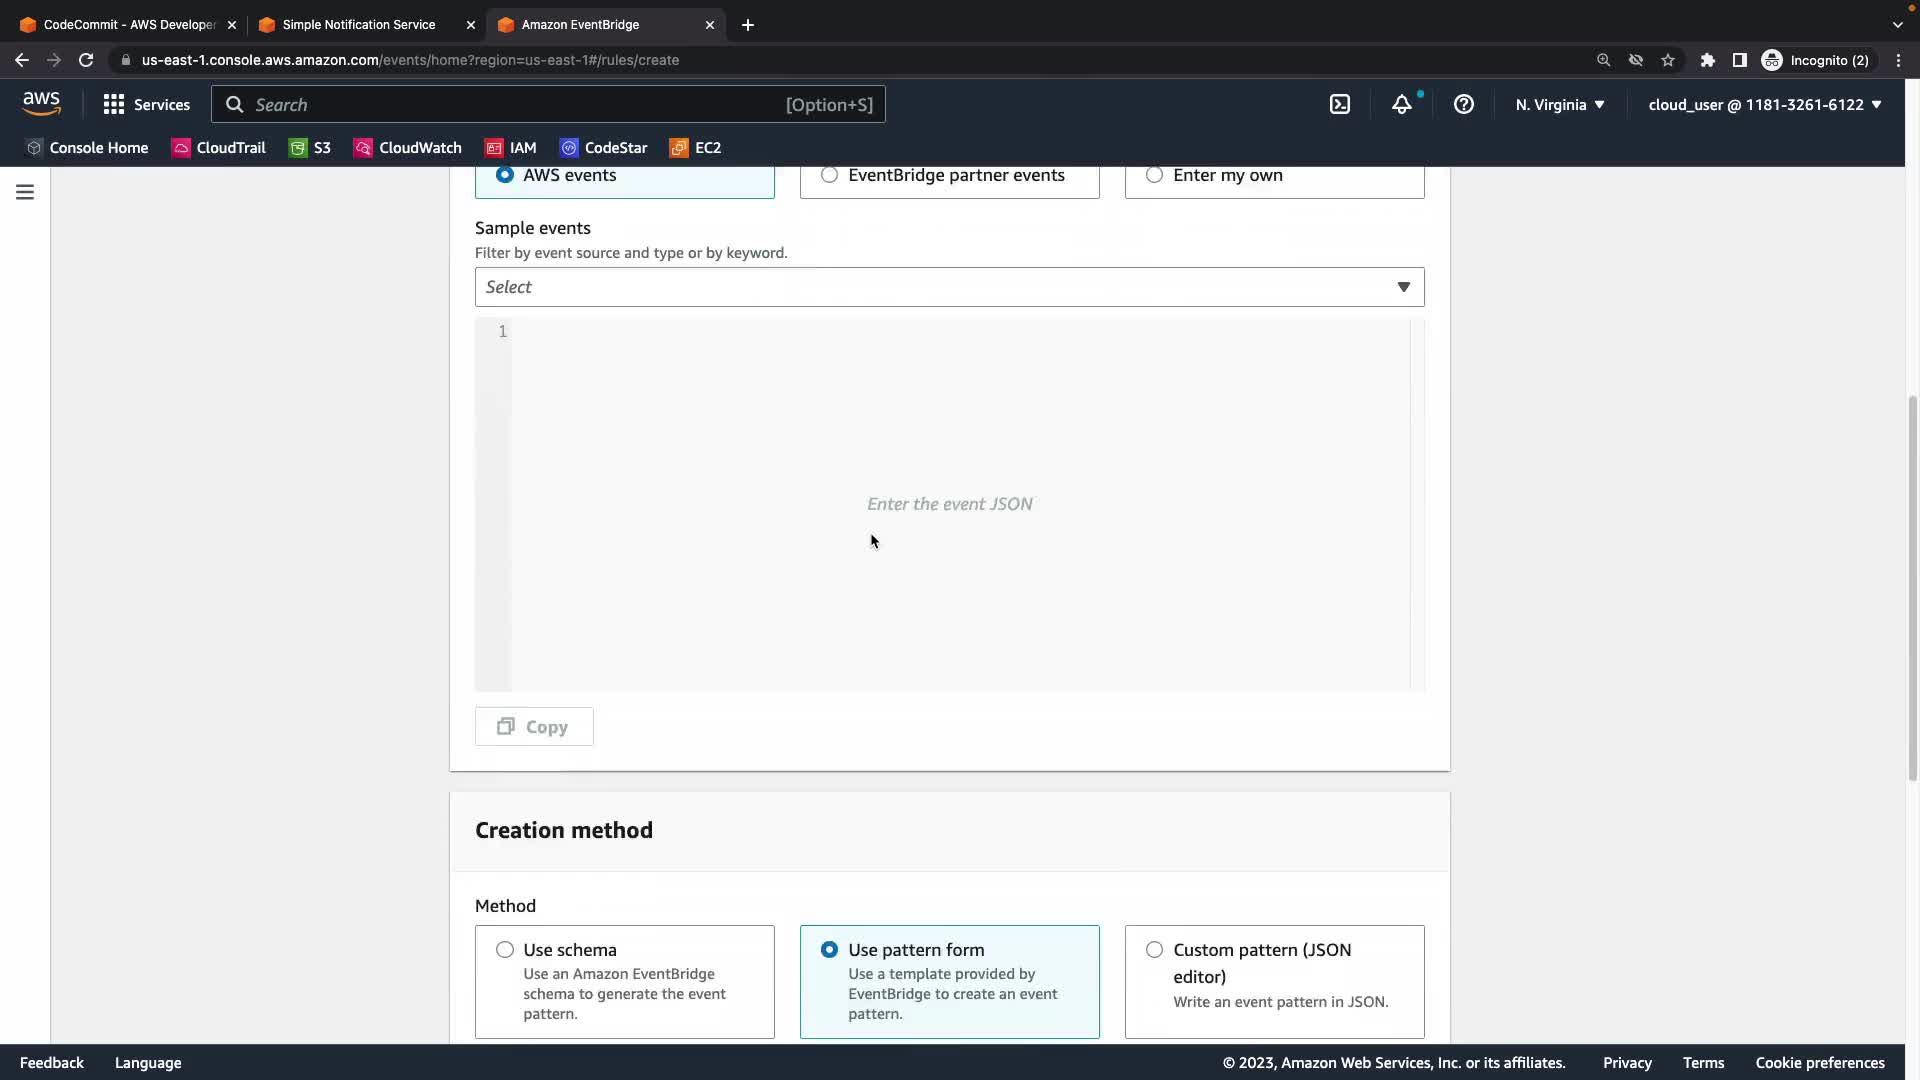 CodeCommit - AWS Developer
Simple Notification Service
Amazon EventBridge
us-east-1.console.aws.amazon.com/events/home?region=us-east-1#/rules/create
Incognito (2)
aws
Services
Search
[Option+S]
N. Virginia
cloud_user @ 1181-3261-6122
Console Home
CloudTrail
S3
CloudWatch
IAM
CodeStar
EC2
AWS events
EventBridge partner events
Enter my own
Sample events
Filter by event source and type or by keyword.
Select
1
Enter the event JSON
Copy
Creation method
Method
Use schema
Use an Amazon EventBridge
schema to generate the event
pattern.
Use pattern form
Use a template provided by
EventBridge to create an event
pattern.
Custom pattern (JSON
editor)
Write an event pattern in JSON.
Feedback
Language
© 2023, Amazon Web Services, Inc. or its affiliates.
Privacy
Terms
Cookie preferences